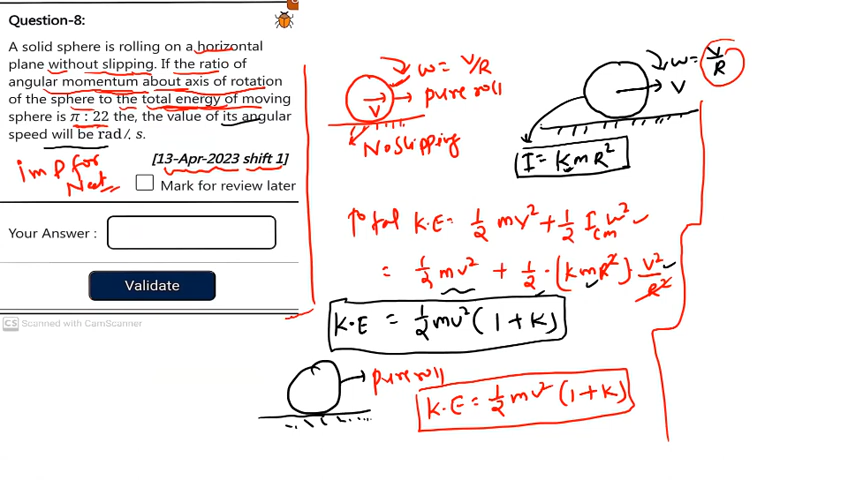 Question-8:
A solid sphere is rolling on a horizontal
plane without slipping. If the ratio of
angular momentum about axis of rotation
of the sphere to the total energy of moving
sphere is π : 22 the, the value of its angular
speed will be rad/, s.
imp for
Neet
[13-Apr-2023 shift 1]
Mark for review later
Your Answer :
Validate
CS Scanned with CamScanner
ω = V/R
pure roll
V
No slipping
ω = V/R
V
I = KmR²
Total K.E = 1/2 mv² + 1/2 I_cm ω²
= 1/2 mv² + 1/2 · (KmR²) V²/R²
K.E = 1/2 mv² (1 + K)
pure roll
K.E = 1/2 mv² (1 + K)